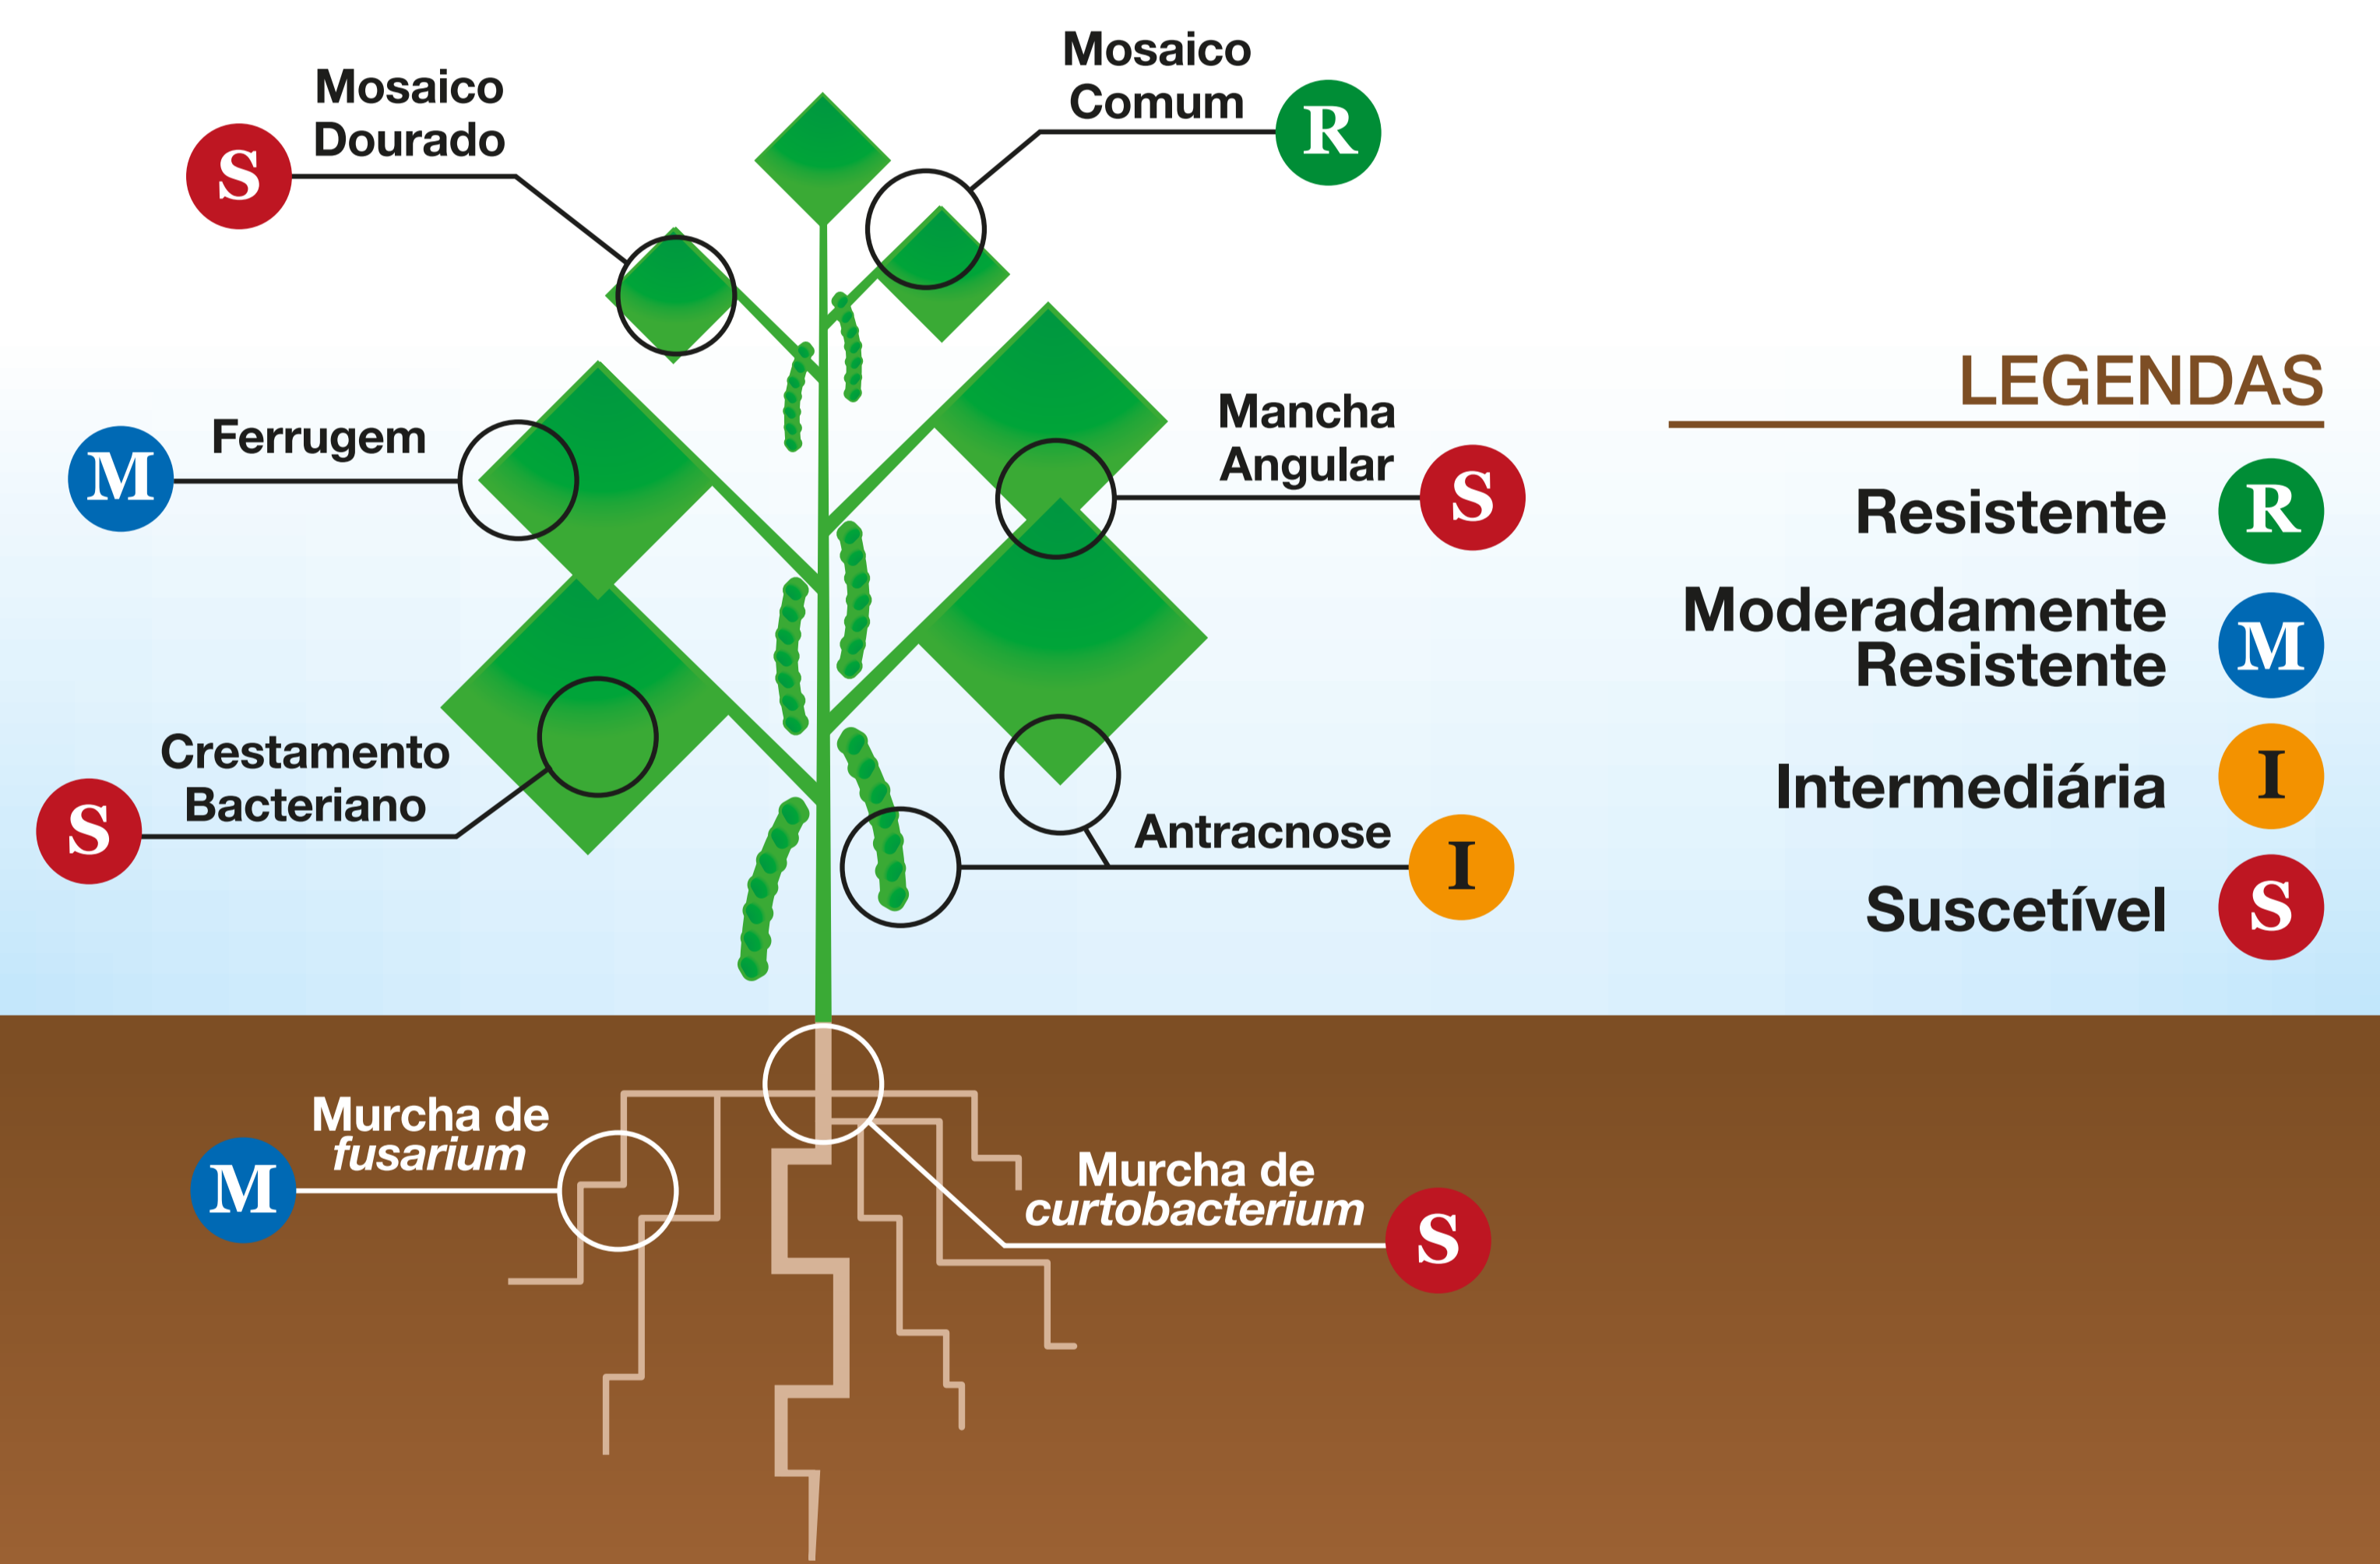 Mosaico
Dourado
S
Mosaico
Comum
R
Ferrugem
M
Mancha
Angular
S
Crestamento
Bacteriano
S
Antracnose
I
Murcha de
fusarium
M
Murcha de
curtobacterium
S
LEGENDAS
Resistente
R
Moderadamente
Resistente
M
Intermediária
I
Suscetível
S